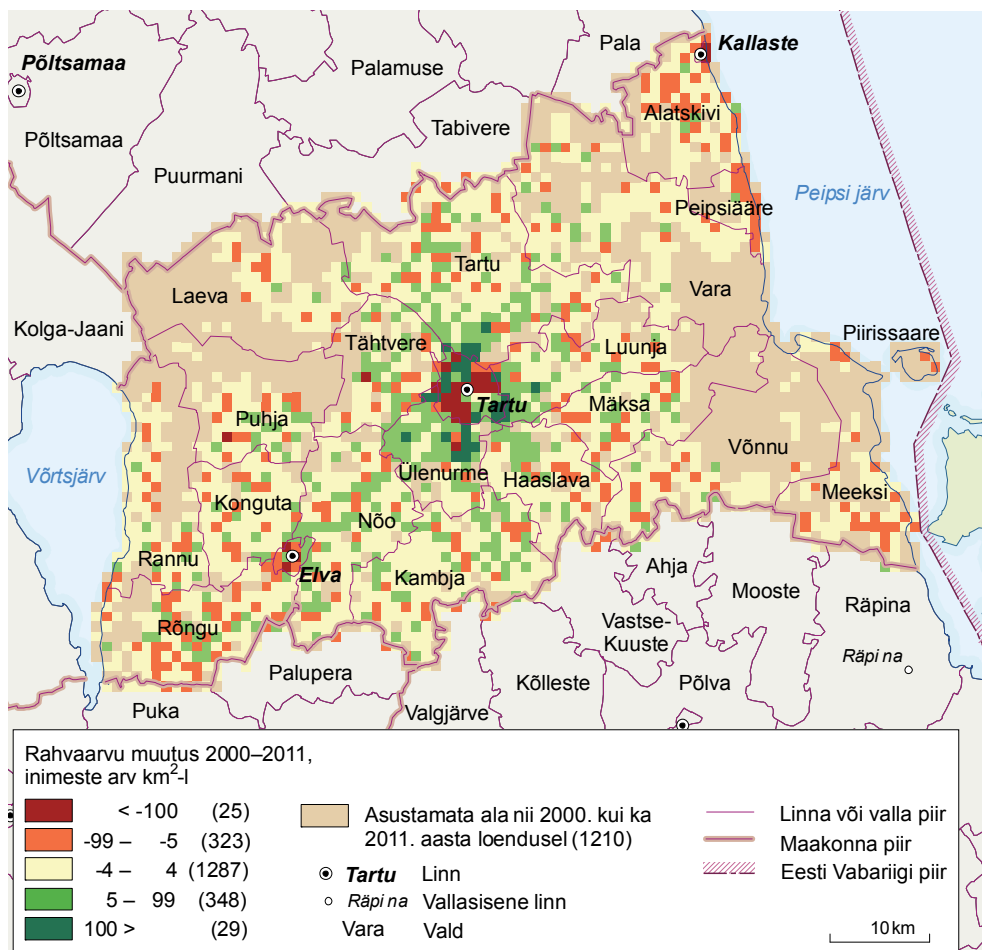 Pala
Kallaste
Põltsamaa
Palamuse
Alatskivi
Tabivere
Põltsamaa
Puurmani
Peipsi järv
Peipsiääre
Tartu
Vara
Laeva
Kolga-Jaani
Piirissaare
Tähtvere
Luunja
Tartu
Mäksa
Puhja
Võnnu
Võrtsjärv
Ülenurme
Haaslava
Meeksi
Konguta
Nõo
Rannu
Elva
Kambja
Ahja
Mooste
Räpina
Rõngu
Vastse-
Kuuste
Räpi na
Palupera
Kõlleste
Põlva
Puka
Valgjärve
Rahvaarvu muutus 2000–2011,
inimeste arv km²-l
< -100 (25)
-99 – -5 (323)
-4 – 4 (1287)
5 – 99 (348)
100 > (29)
Asustamata ala nii 2000. kui ka
2011. aasta loendusel (1210)
Tartu Linn
Räpi na Vallasisene linn
Vara Vald
Linna või valla piir
Maakonna piir
Eesti Vabariigi piir
10 km